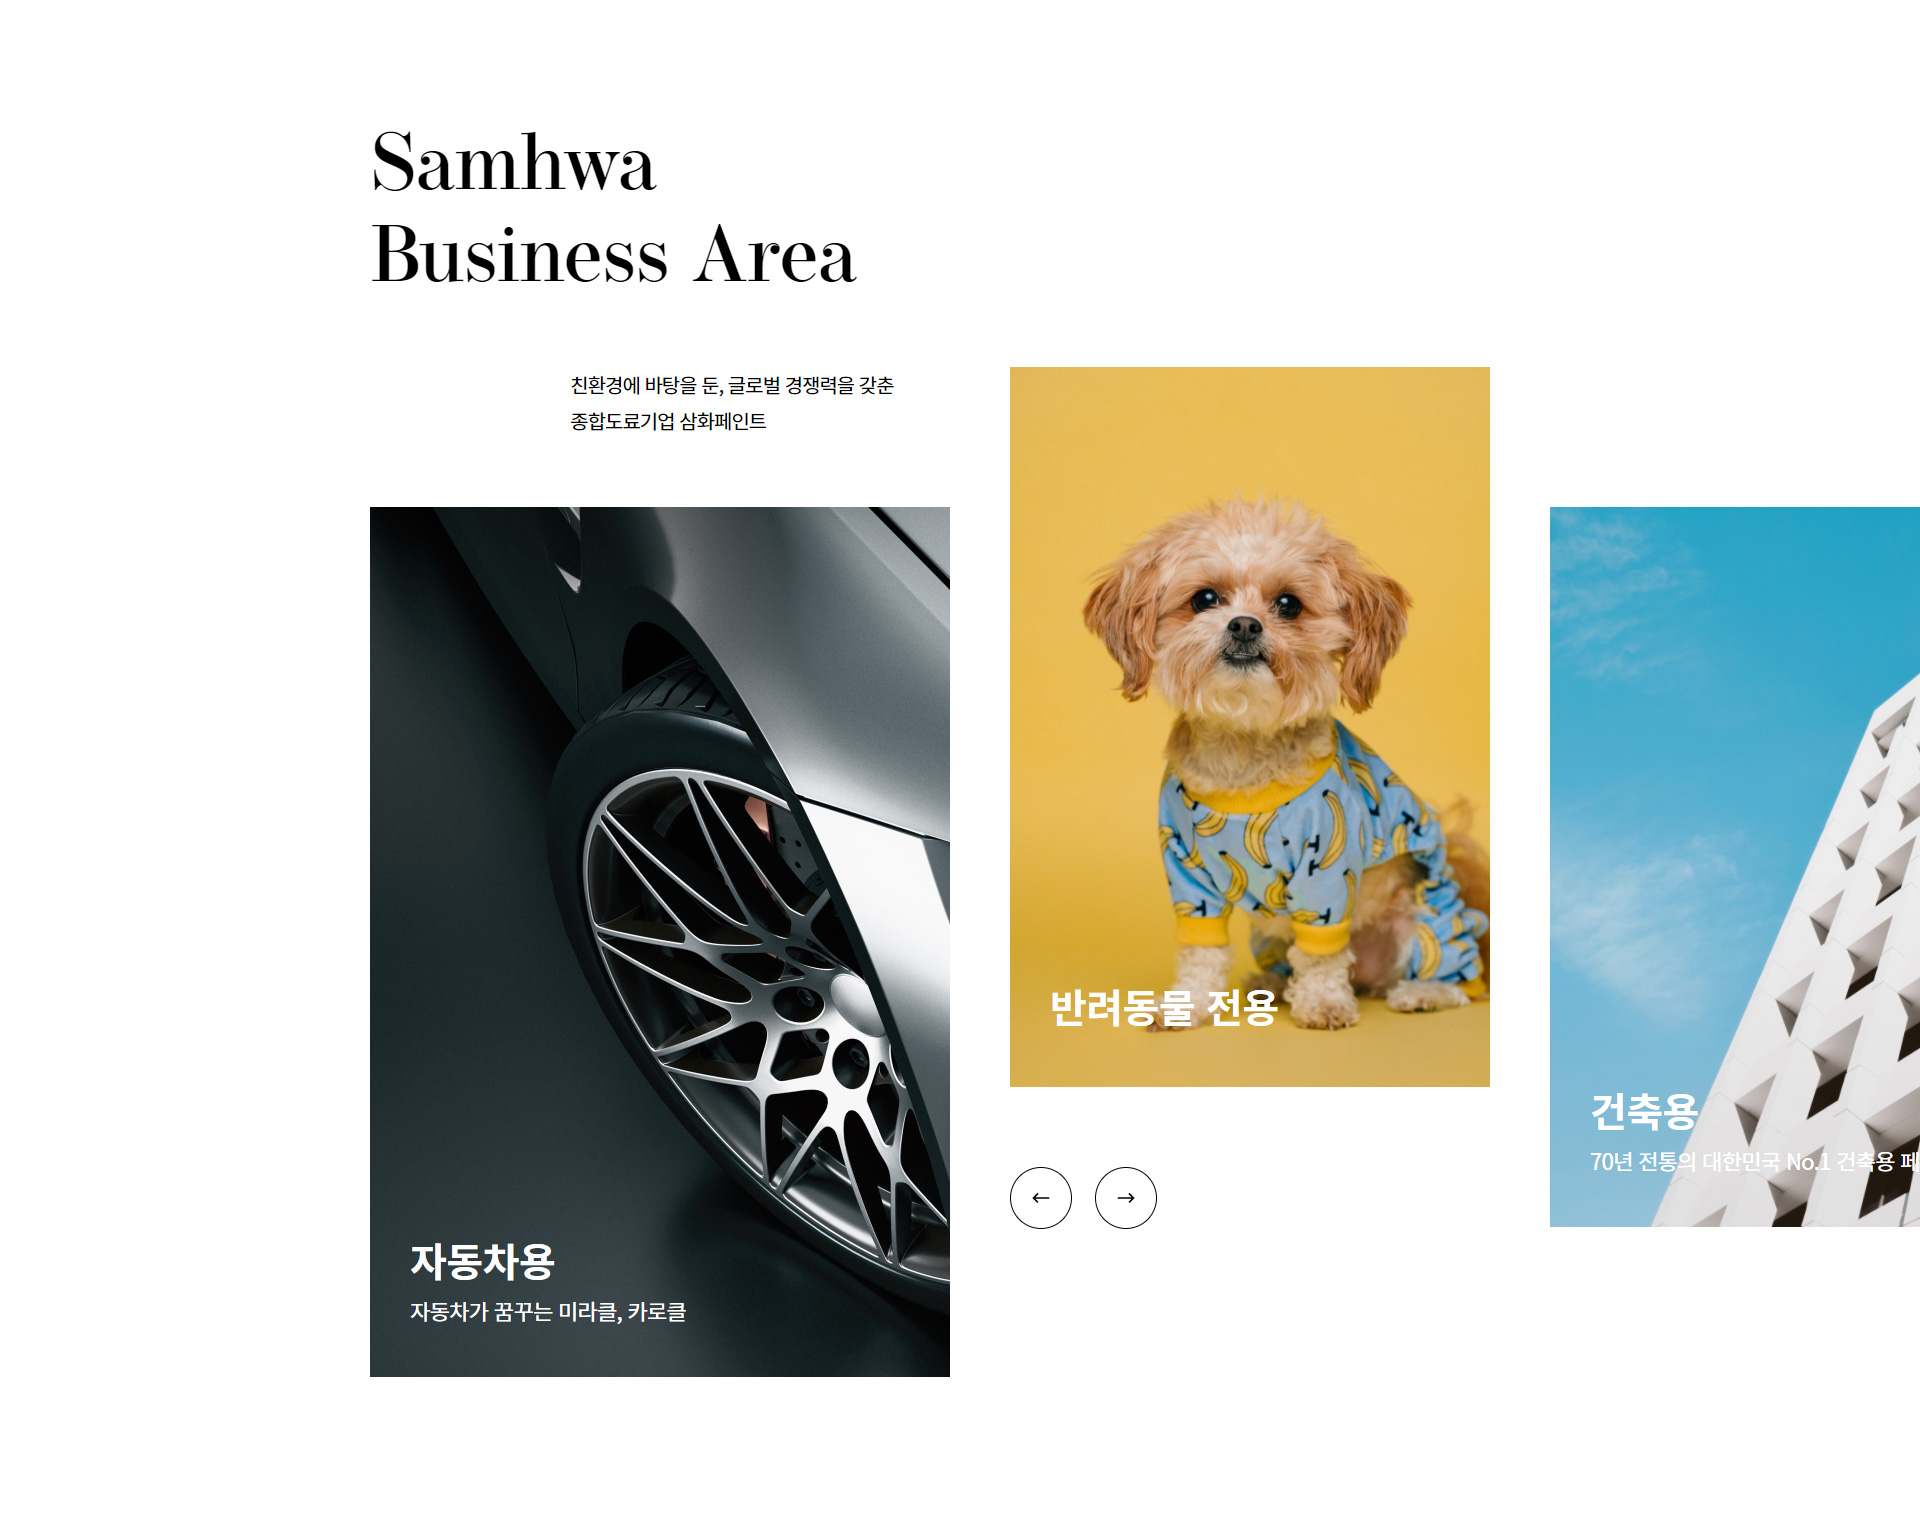 Samhwa
Business Area
친환경에 바탕을 둔, 글로벌 경쟁력을 갖춘
종합도료기업 삼화페인트
자동차용
자동차가 꿈꾸는 미라클, 카로클
반려동물 전용
건축용
70년 전통의 대한민국 No.1 건축용 페